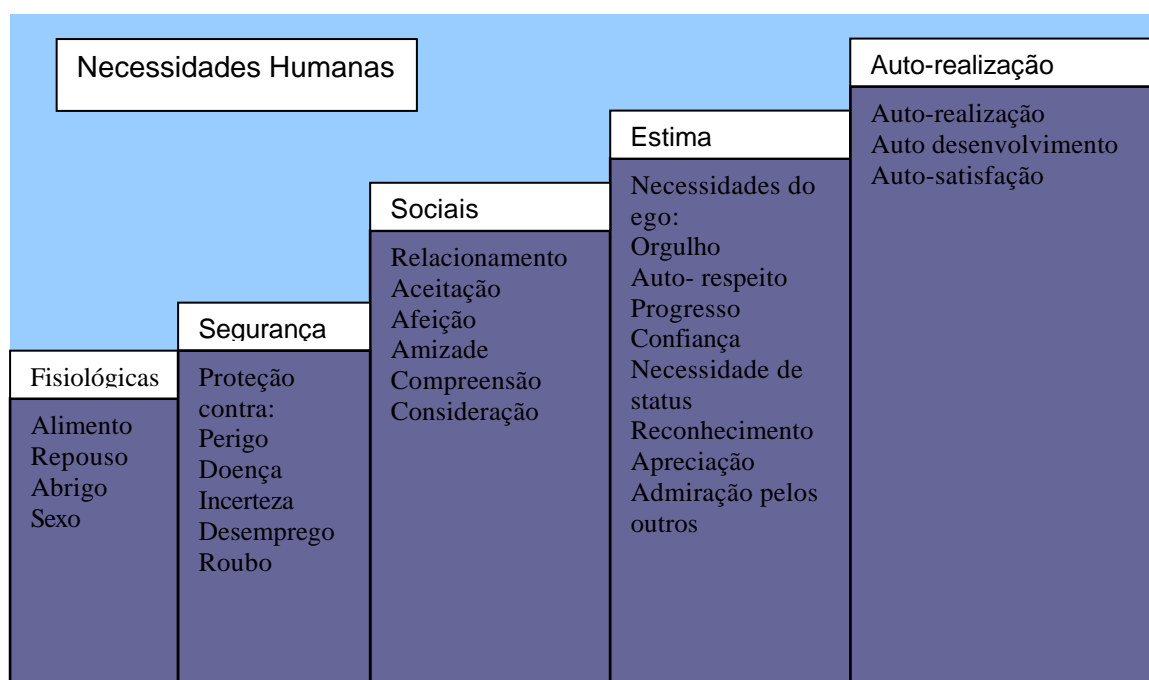 Necessidades Humanas
Fisiológicas
Alimento
Repouso
Abrigo
Sexo
Segurança
Proteção
contra:
Perigo
Doença
Incerteza
Desemprego
Roubo
Sociais
Relacionamento
Aceitação
Afeição
Amizade
Compreensão
Consideração
Estima
Necessidades do
ego:
Orgulho
Auto- respeito
Progresso
Confiança
Necessidade de
status
Reconhecimento
Apreciação
Admiração pelos
outros
Auto-realização
Auto-realização
Auto desenvolvimento
Auto-satisfação